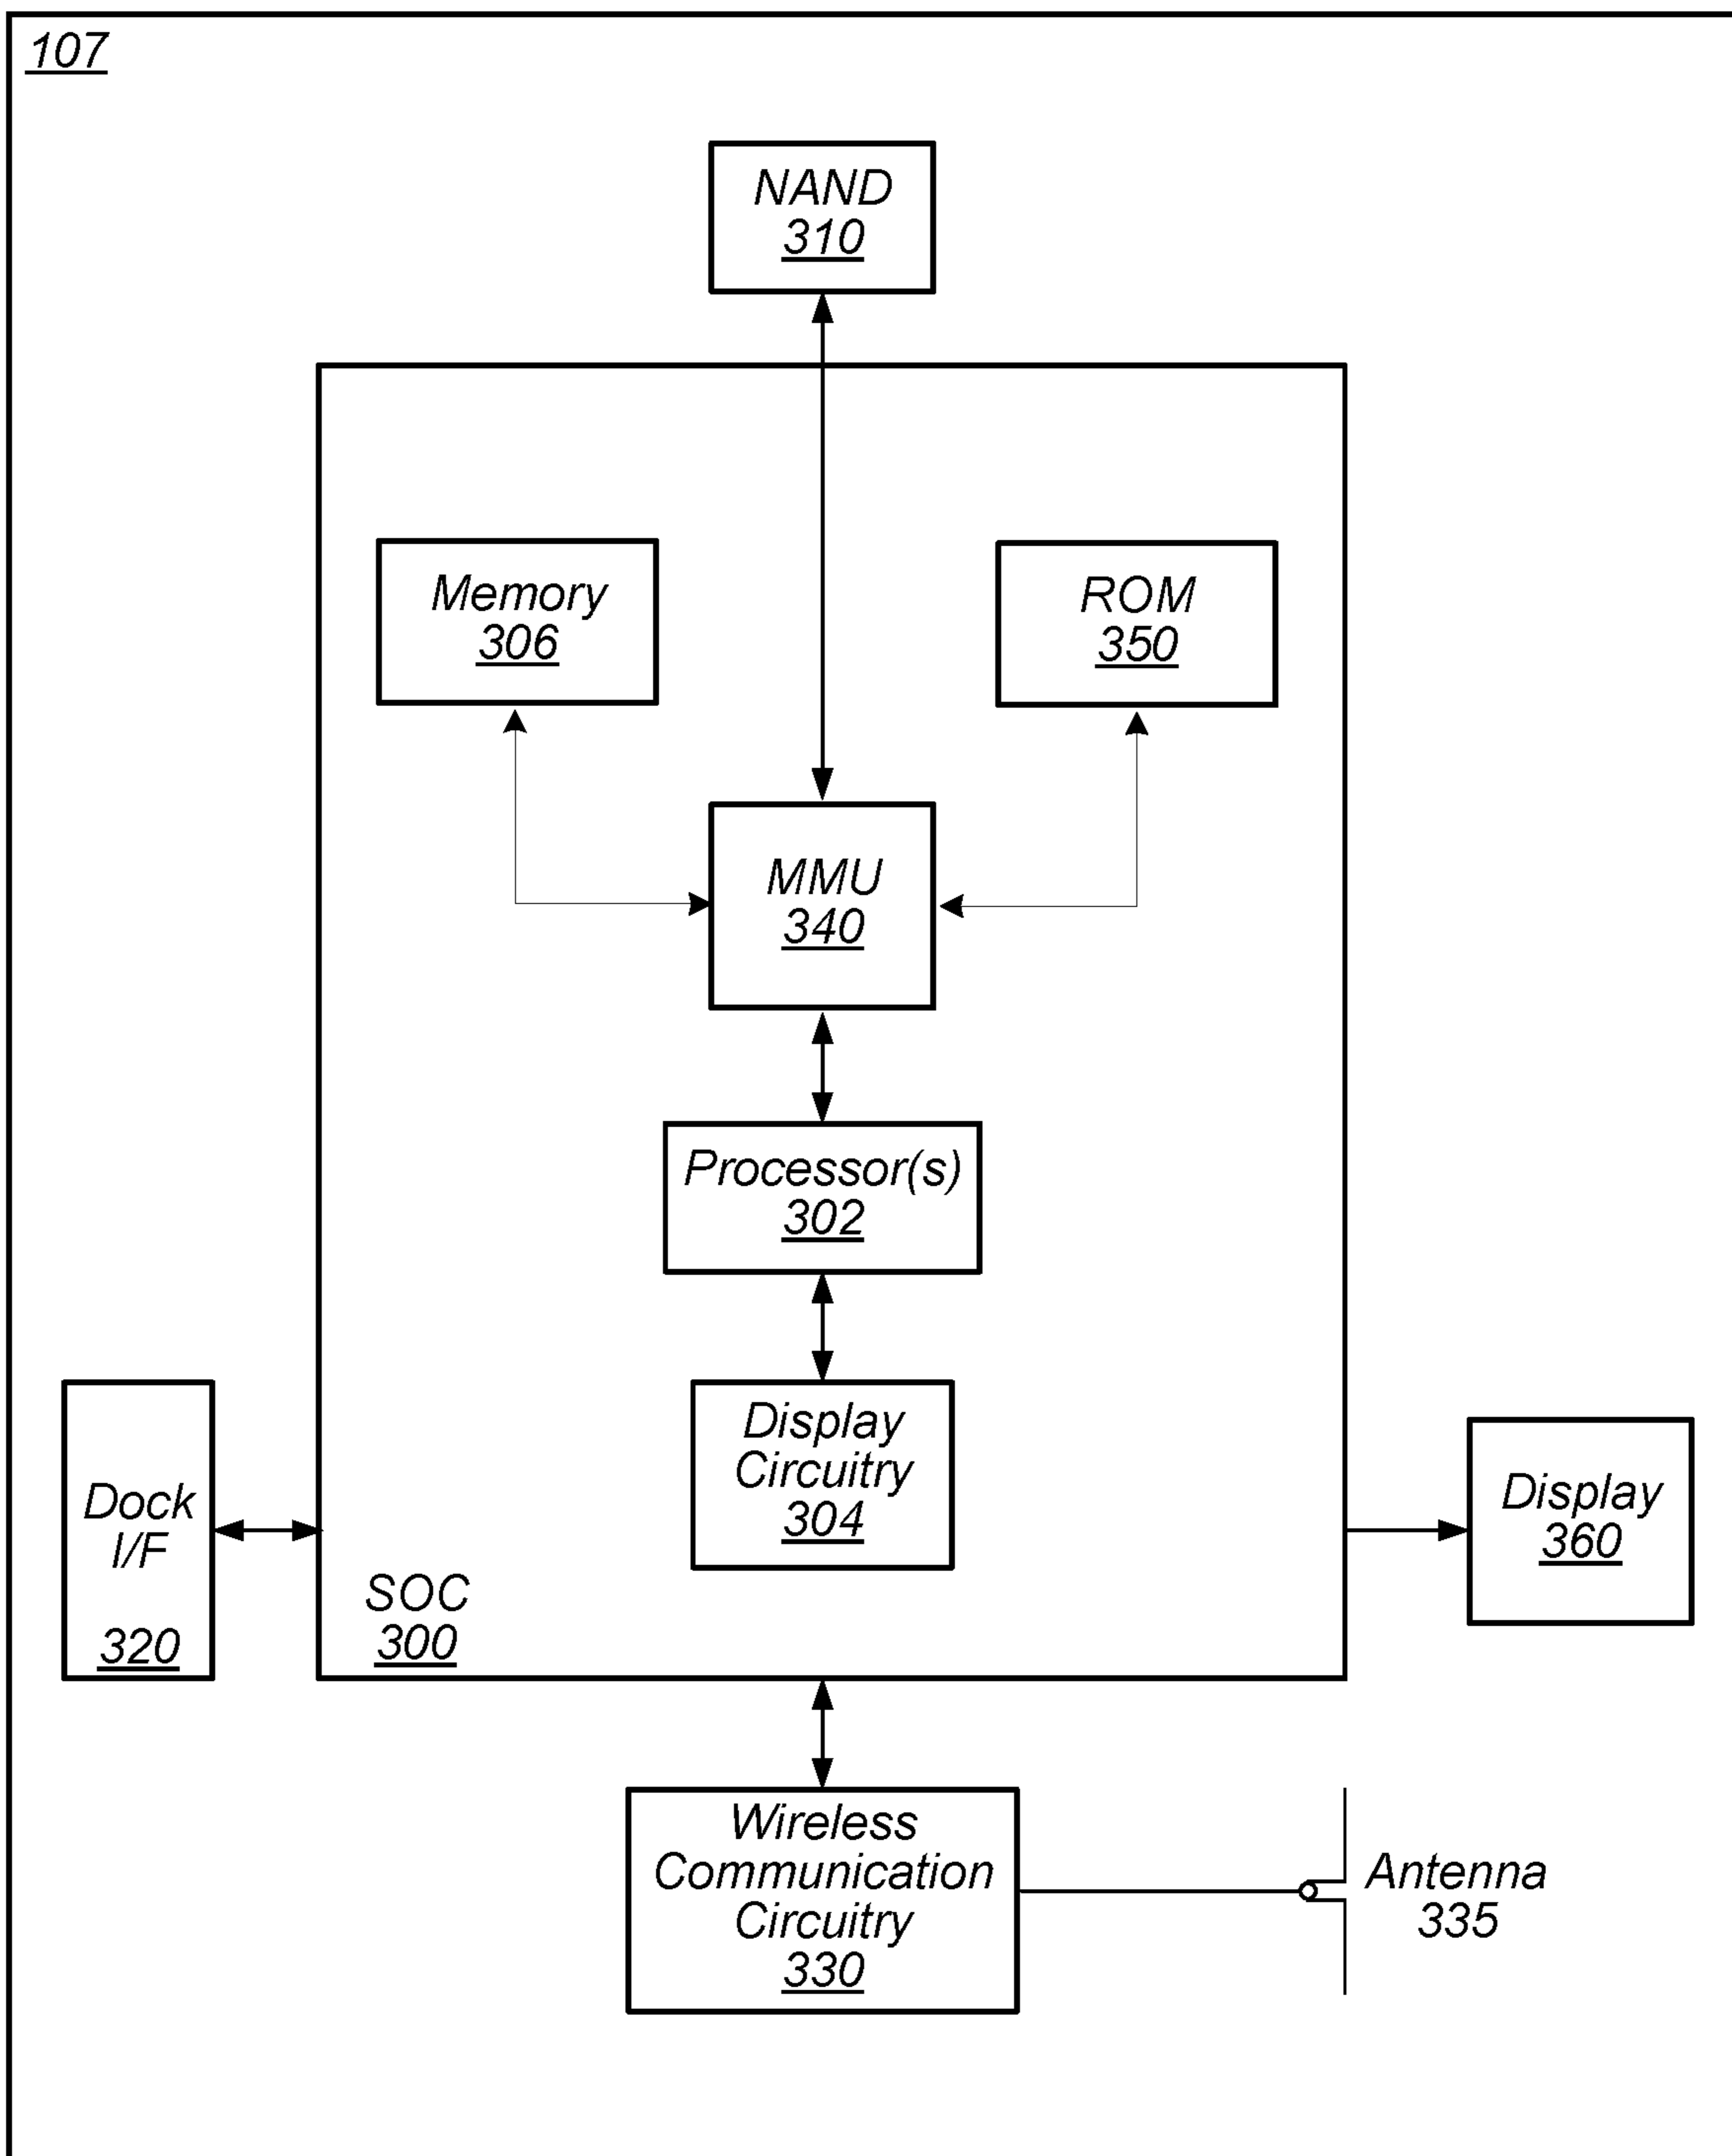 107
NAND
310
Memory
306
ROM
350
MMU
340
Processor(s)
302
Display
Circuitry
304
Dock
I/F
320
SOC
300
Display
360
Wireless
Communication
Circuitry
330
Antenna
335